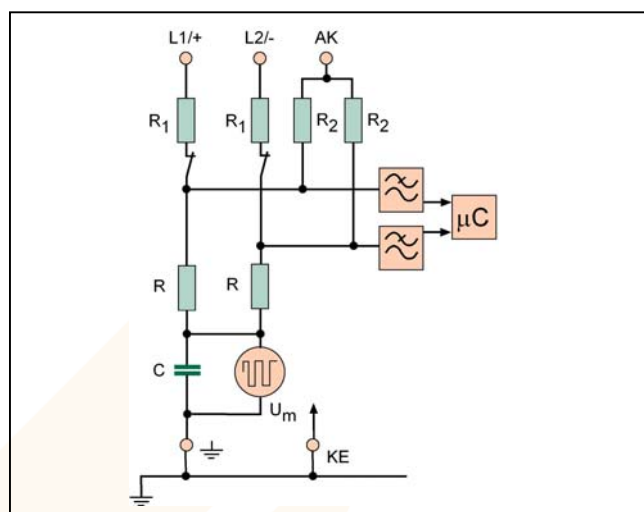 L1/+ L2/- AK
R1 R1 R2 R2
μC
R R
C
Um
KE